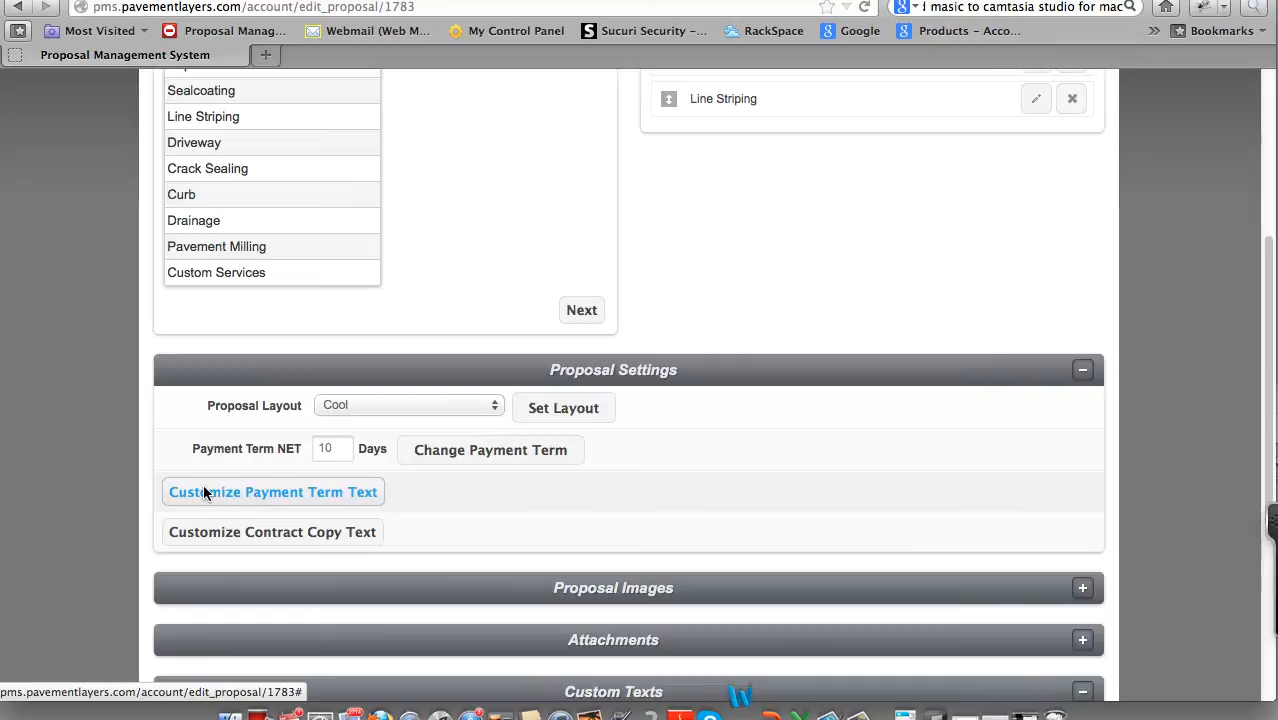 pms.pavementlayers.com/account/edit_proposal/1783
l masic to camtasia studio for mac
Most Visited
Proposal Manag...
Webmail (Web M...
My Control Panel
Sucuri Security –...
RackSpace
Google
Products – Acco...
Bookmarks
Proposal Management System
Sealcoating
Line Striping
Driveway
Crack Sealing
Curb
Drainage
Pavement Milling
Custom Services
Next
Line Striping
Proposal Settings
Proposal Layout Cool Set Layout
Payment Term NET 10 Days Change Payment Term
Customize Payment Term Text
Customize Contract Copy Text
Proposal Images
Attachments
Custom Texts
pms.pavementlayers.com/account/edit_proposal/1783#